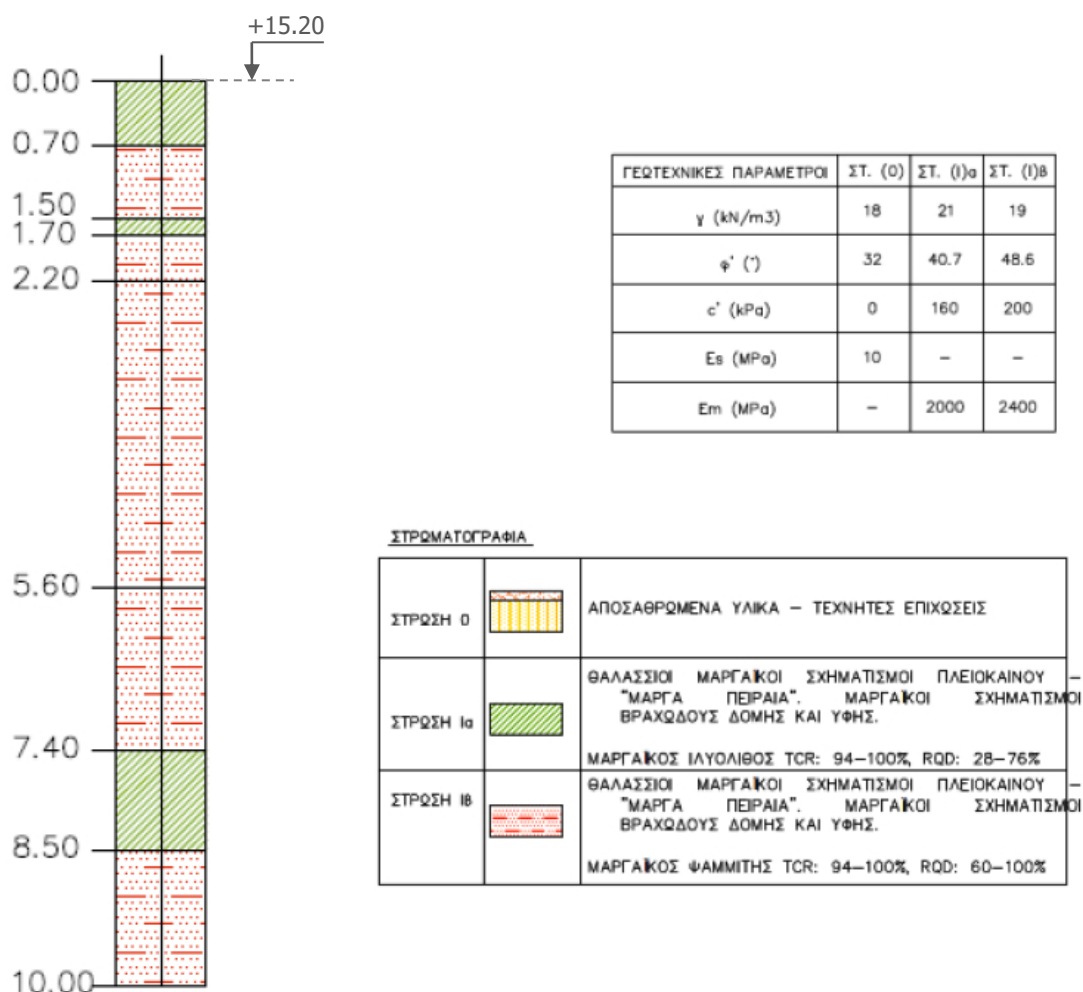 +15.20
0.00
0.70
1.50
1.70
2.20
5.60
7.40
8.50
10.00
ΓΕΩΤΕΧΝΙΚΕΣ ΠΑΡΑΜΕΤΡΟΙ ΣΤ. (0) ΣΤ. (Ι)α ΣΤ. (Ι)β
γ (kN/m3) 18 21 19
φ' (°) 32 40.7 48.6
c' (kPa) 0 160 200
Es (MPa) 10 – –
Em (MPa) – 2000 2400
ΣΤΡΩΜΑΤΟΓΡΑΦΙΑ
ΣΤΡΩΣΗ 0
ΑΠΟΣΑΘΡΩΜΕΝΑ ΥΛΙΚΑ – ΤΕΧΝΗΤΕΣ ΕΠΙΧΩΣΕΙΣ
ΣΤΡΩΣΗ Ια
ΘΑΛΑΣΣΙΟΙ ΜΑΡΓΑΪΚΟΙ ΣΧΗΜΑΤΙΣΜΟΙ ΠΛΕΙΟΚΑΙΝΟΥ –
"ΜΑΡΓΑ ΠΕΙΡΑΙΑ". ΜΑΡΓΑΪΚΟΙ ΣΧΗΜΑΤΙΣΜΟΙ
ΒΡΑΧΩΔΟΥΣ ΔΟΜΗΣ ΚΑΙ ΥΦΗΣ.
ΜΑΡΓΑΪΚΟΣ ΙΛΥΟΛΙΘΟΣ TCR: 94–100%, RQD: 28–76%
ΣΤΡΩΣΗ Ιβ
ΘΑΛΑΣΣΙΟΙ ΜΑΡΓΑΪΚΟΙ ΣΧΗΜΑΤΙΣΜΟΙ ΠΛΕΙΟΚΑΙΝΟΥ –
"ΜΑΡΓΑ ΠΕΙΡΑΙΑ". ΜΑΡΓΑΪΚΟΙ ΣΧΗΜΑΤΙΣΜΟΙ
ΒΡΑΧΩΔΟΥΣ ΔΟΜΗΣ ΚΑΙ ΥΦΗΣ.
ΜΑΡΓΑΪΚΟΣ ΨΑΜΜΙΤΗΣ TCR: 94–100%, RQD: 60–100%